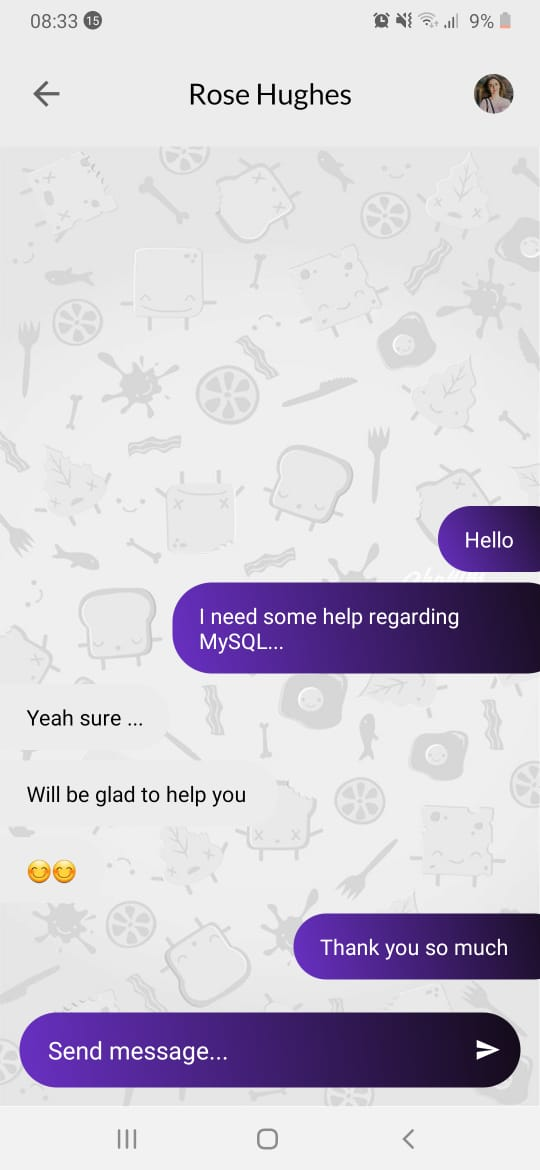 08:33 15 9%
Rose Hughes
Hello
I need some help regarding
MySQL...
Yeah sure ...
Will be glad to help you
😊😊
Thank you so much
Send message...